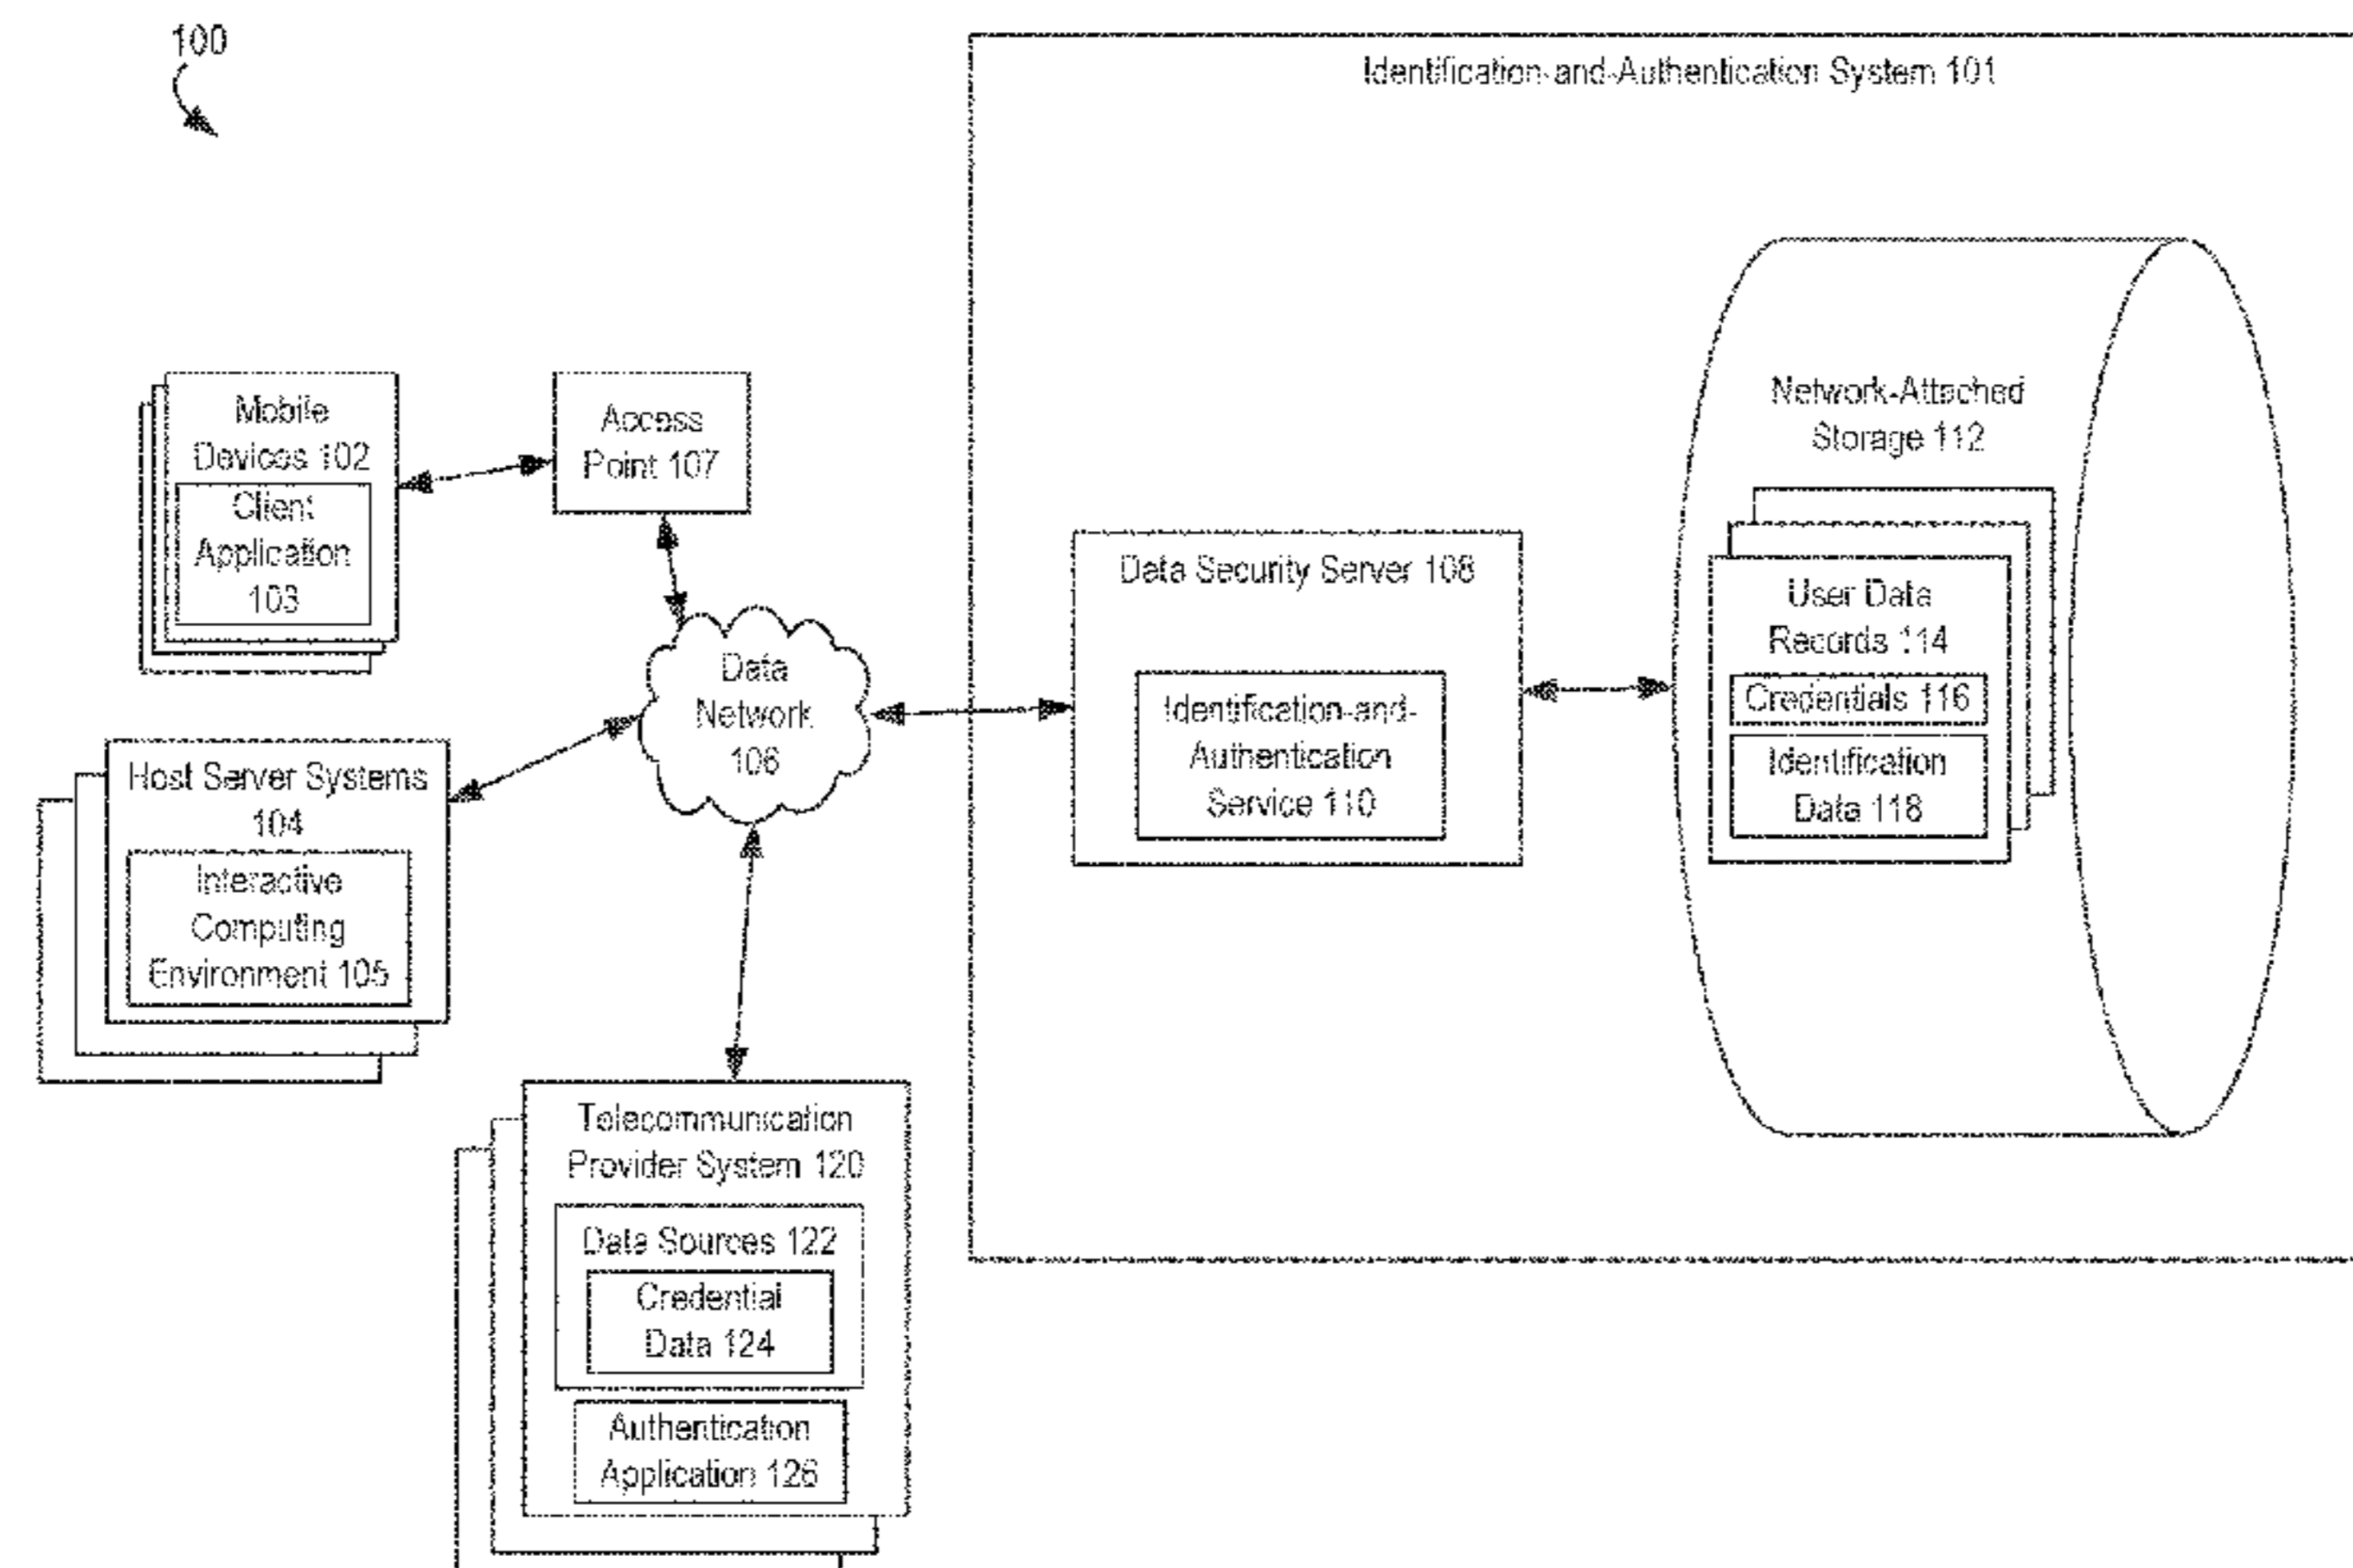 100
Identification-and-Authentication System 101
Mobile
Devices 102
Client
Application
103
Access
Point 107
Data
Network
106
Host Server Systems
104
Interactive
Computing
Environment 105
Telecommunication
Provider System 120
Data Sources 122
Credential
Data 124
Authentication
Application 126
Data Security Server 108
Identification-and-
Authentication
Service 110
Network-Attached
Storage 112
User Data
Records 114
Credentials 116
Identification
Data 118